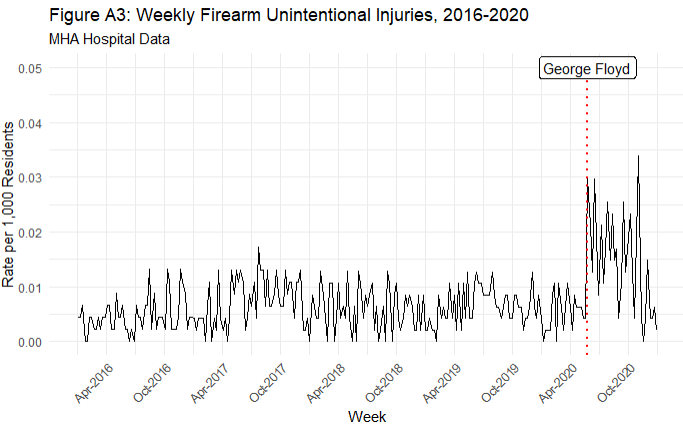 Figure A3: Weekly Firearm Unintentional Injuries, 2016-2020
MHA Hospital Data
George Floyd
Rate per 1,000 Residents
0.05
0.04
0.03
0.02
0.01
0.00
Apr-2016
Oct-2016
Apr-2017
Oct-2017
Apr-2018
Oct-2018
Apr-2019
Oct-2019
Apr-2020
Oct-2020
Week